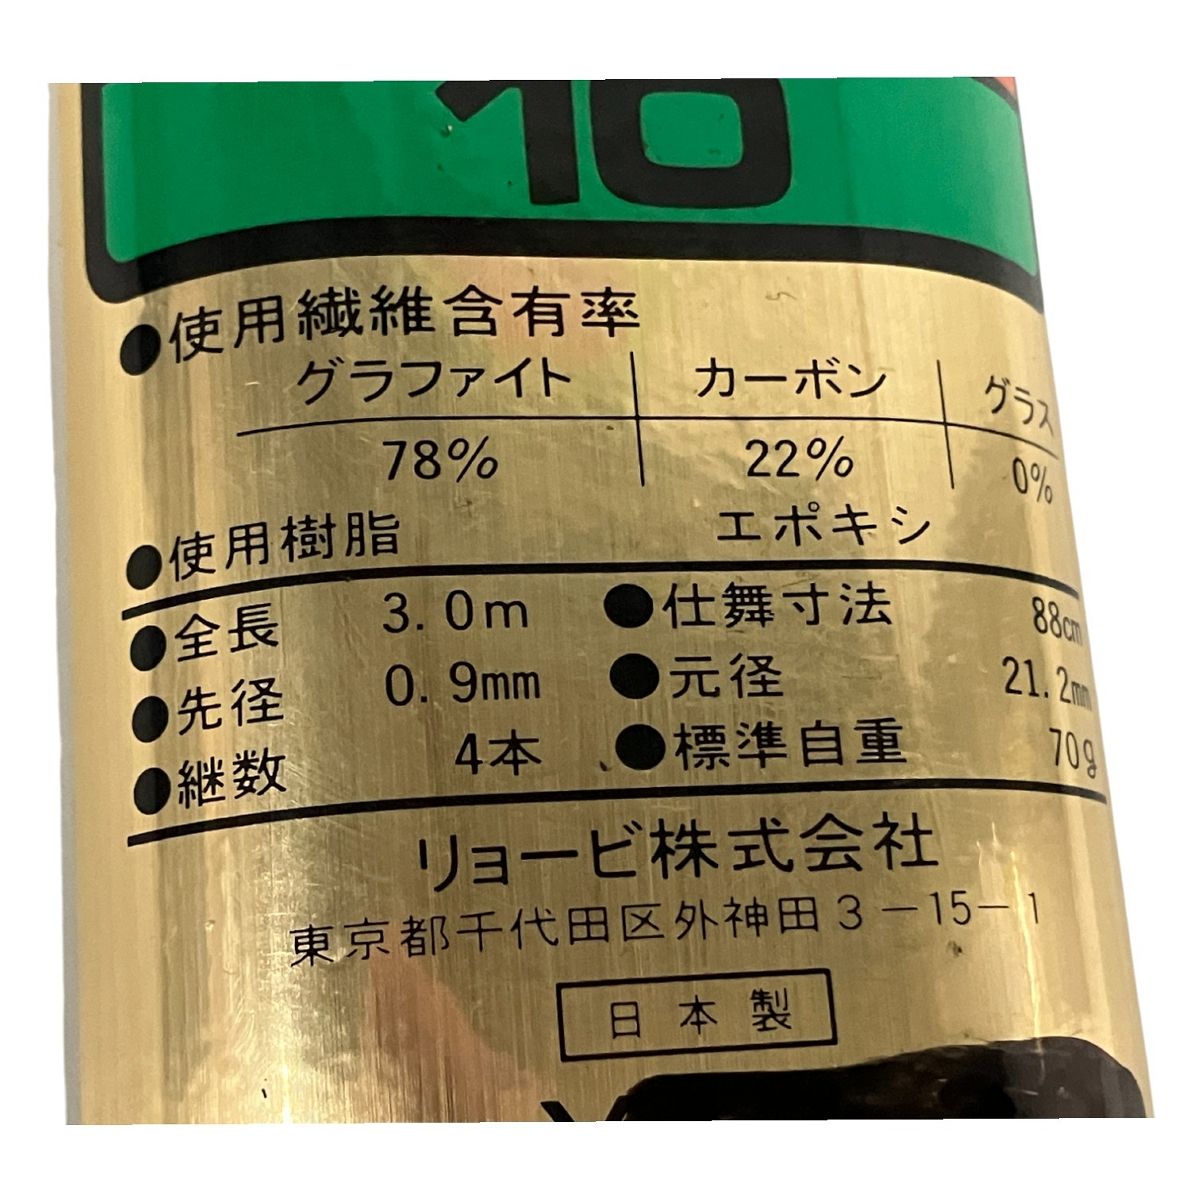 10
●使用繊維含有率
グラファイト カーボン グラス
78% 22% 0%
●使用樹脂 エポキシ
●全長 3.0m ●仕舞寸法 88cm
●先径 0.9mm ●元径 21.2mm
●継数 4本 ●標準自重 70g
リョービ株式会社
東京都千代田区外神田3-15-1
日本製